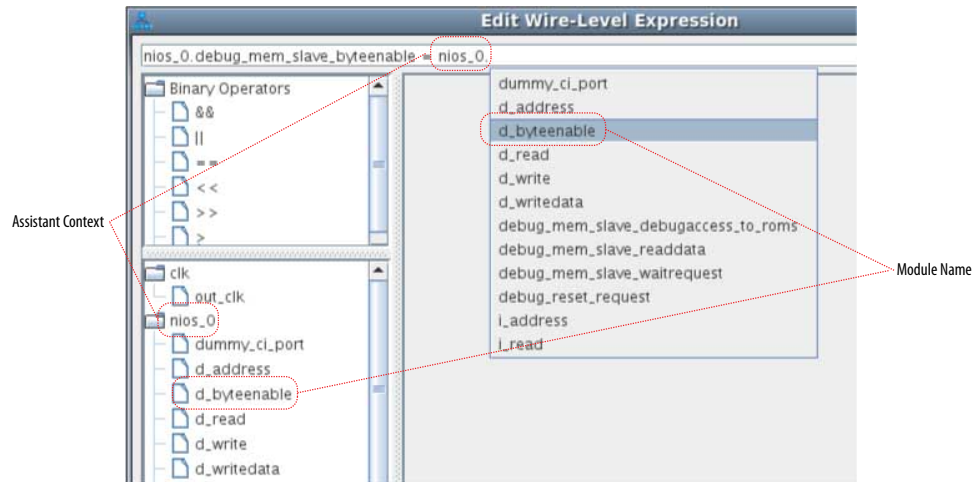 Edit Wire-Level Expression
nios_0.debug_mem_slave_byteenable = nios_0.
Binary Operators
&&
||
==
<<
>>
>
clk
out_clk
nios_0
dummy_ci_port
d_address
d_byteenable
d_read
d_write
d_writedata
dummy_ci_port
d_address
d_byteenable
d_read
d_write
d_writedata
debug_mem_slave_debugaccess_to_roms
debug_mem_slave_readdata
debug_mem_slave_waitrequest
debug_reset_request
i_address
i_read
Assistant Context
Module Name